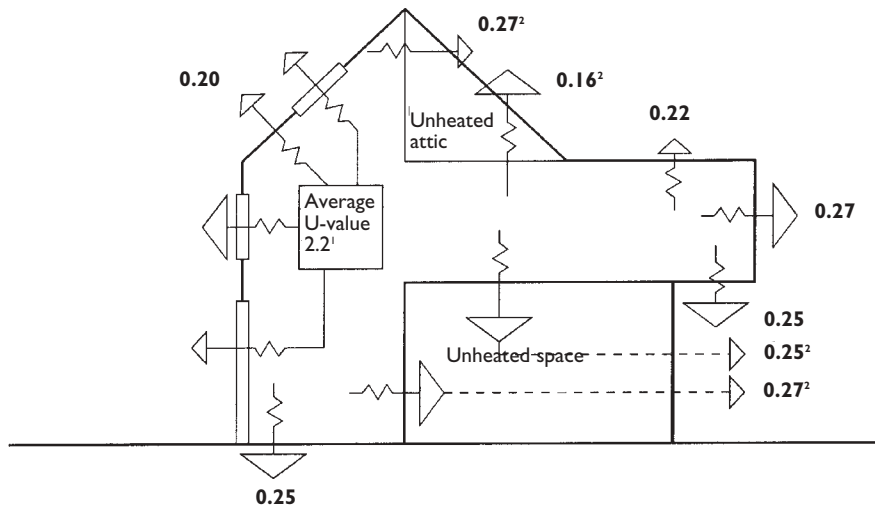 0.27²
0.20
0.16²
Unheated
attic
0.22
Average
U-value
2.2¹
0.27
0.25
Unheated space
0.25²
0.27²
0.25